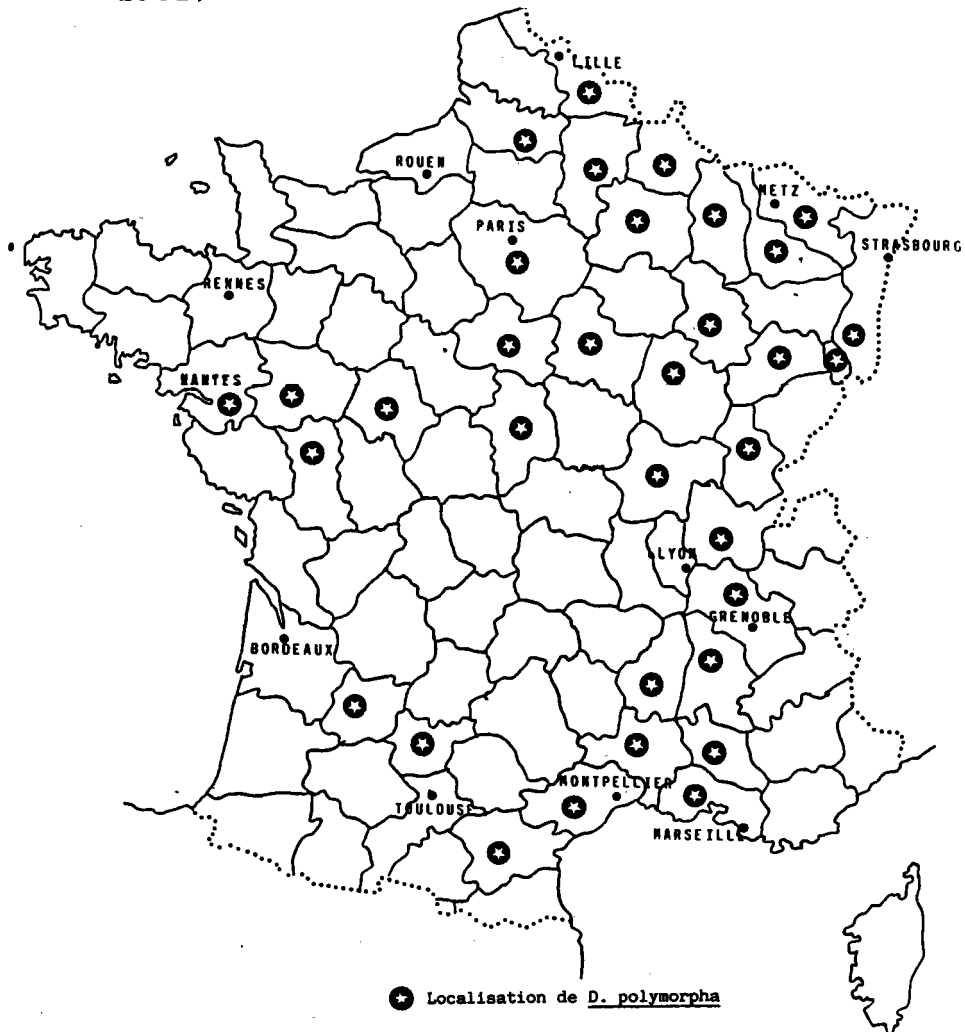 LILLE
ROUEN
METZ
PARIS
STRASBOURG
RENNES
NANTES
LYON
GRENOBLE
BORDEAUX
MONTPELLIER
TOULOUSE
MARSEILLE
Localisation de D. polymorpha